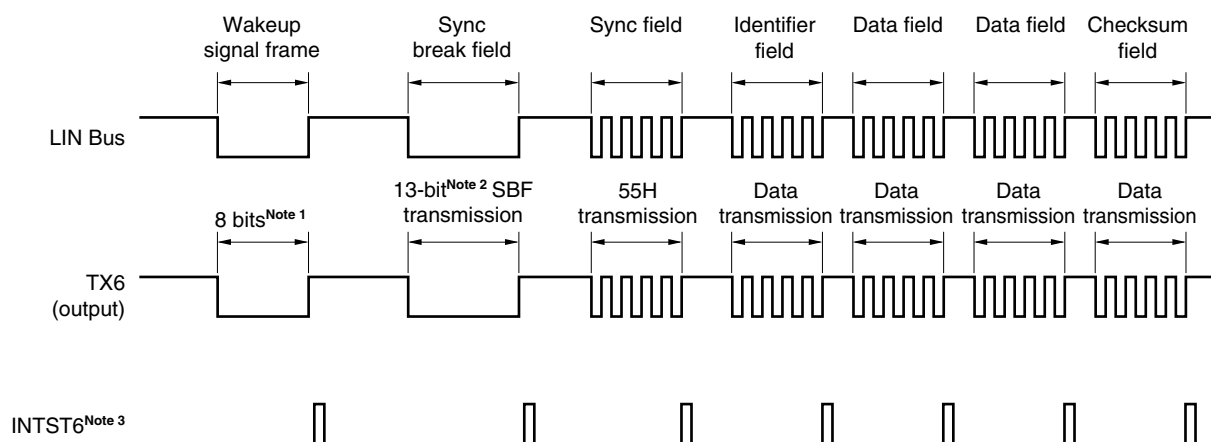 Wakeup
signal frame
Sync
break field
Sync field
Identifier
field
Data field
Data field
Checksum
field
LIN Bus
8 bitsNote 1
13-bitNote 2 SBF
transmission
55H
transmission
Data
transmission
Data
transmission
Data
transmission
Data
transmission
TX6
(output)
INTST6Note 3